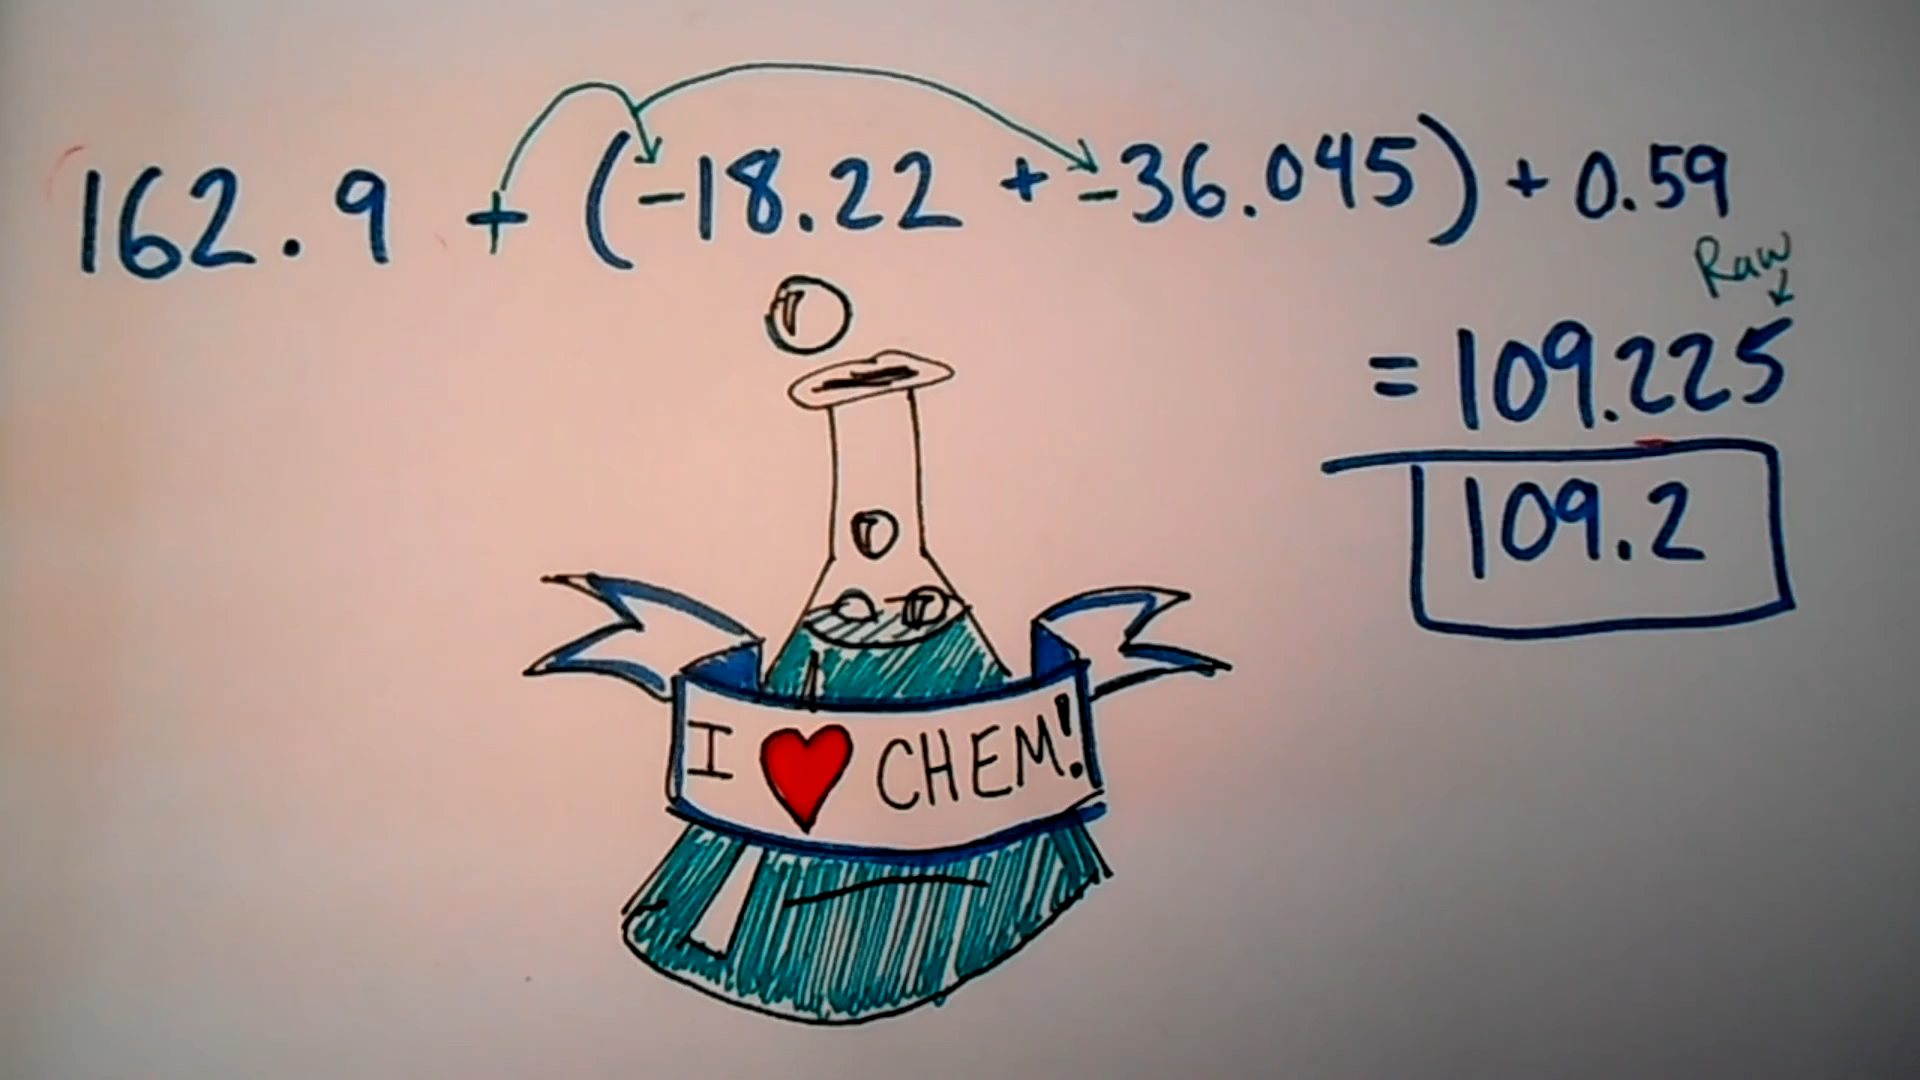 162.9 + (-18.22 + -36.045) + 0.59
Raw
= 109.225
109.2
I ❤ CHEM!